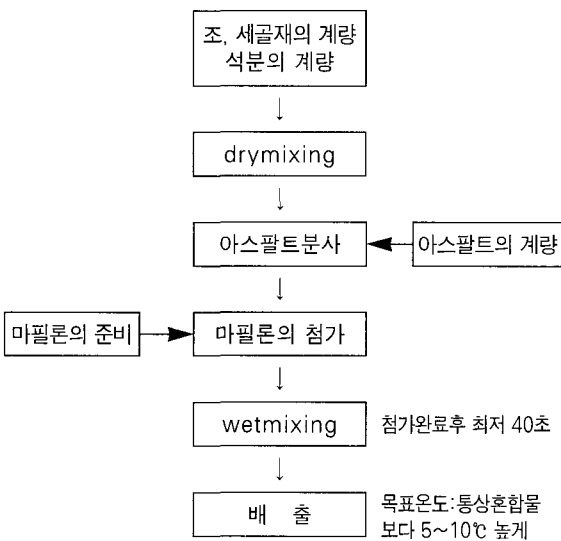 조, 세골재의 계량
석분의 계량
drymixing
아스팔트분사
아스팔트의 계량
마필론의 준비
마필론의 첨가
wetmixing
첨가완료후 최저 40초
배 출
목표온도:통상혼합물
보다 5~10℃ 높게